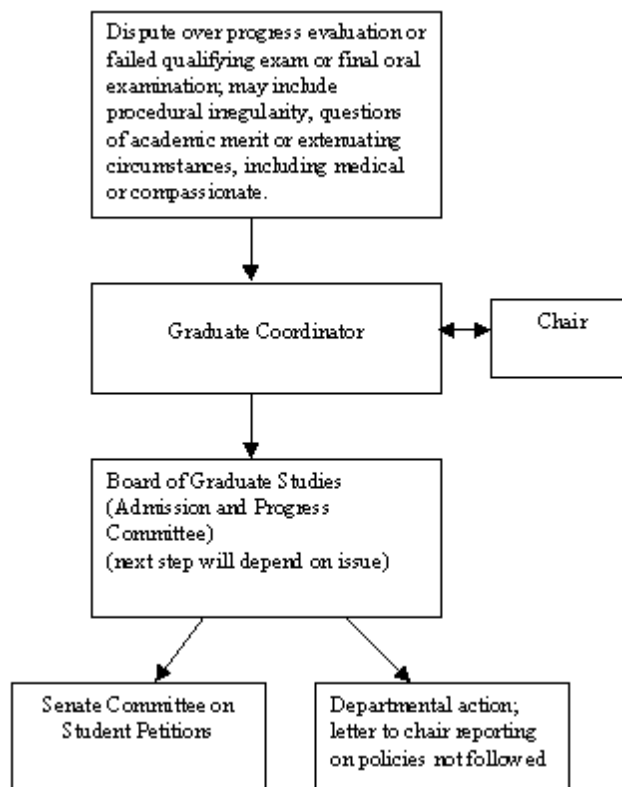 Dispute over progress evaluation or
failed qualifying exam or final oral
examination; may include
procedural irregularity, questions
of academic merit or extenuating
circumstances, including medical
or compassionate.
Graduate Coordinator
Chair
Board of Graduate Studies
(Admission and Progress
Committee)
(next step will depend on issue)
Senate Committee on
Student Petitions
Departmental action;
letter to chair reporting
on policies not followed